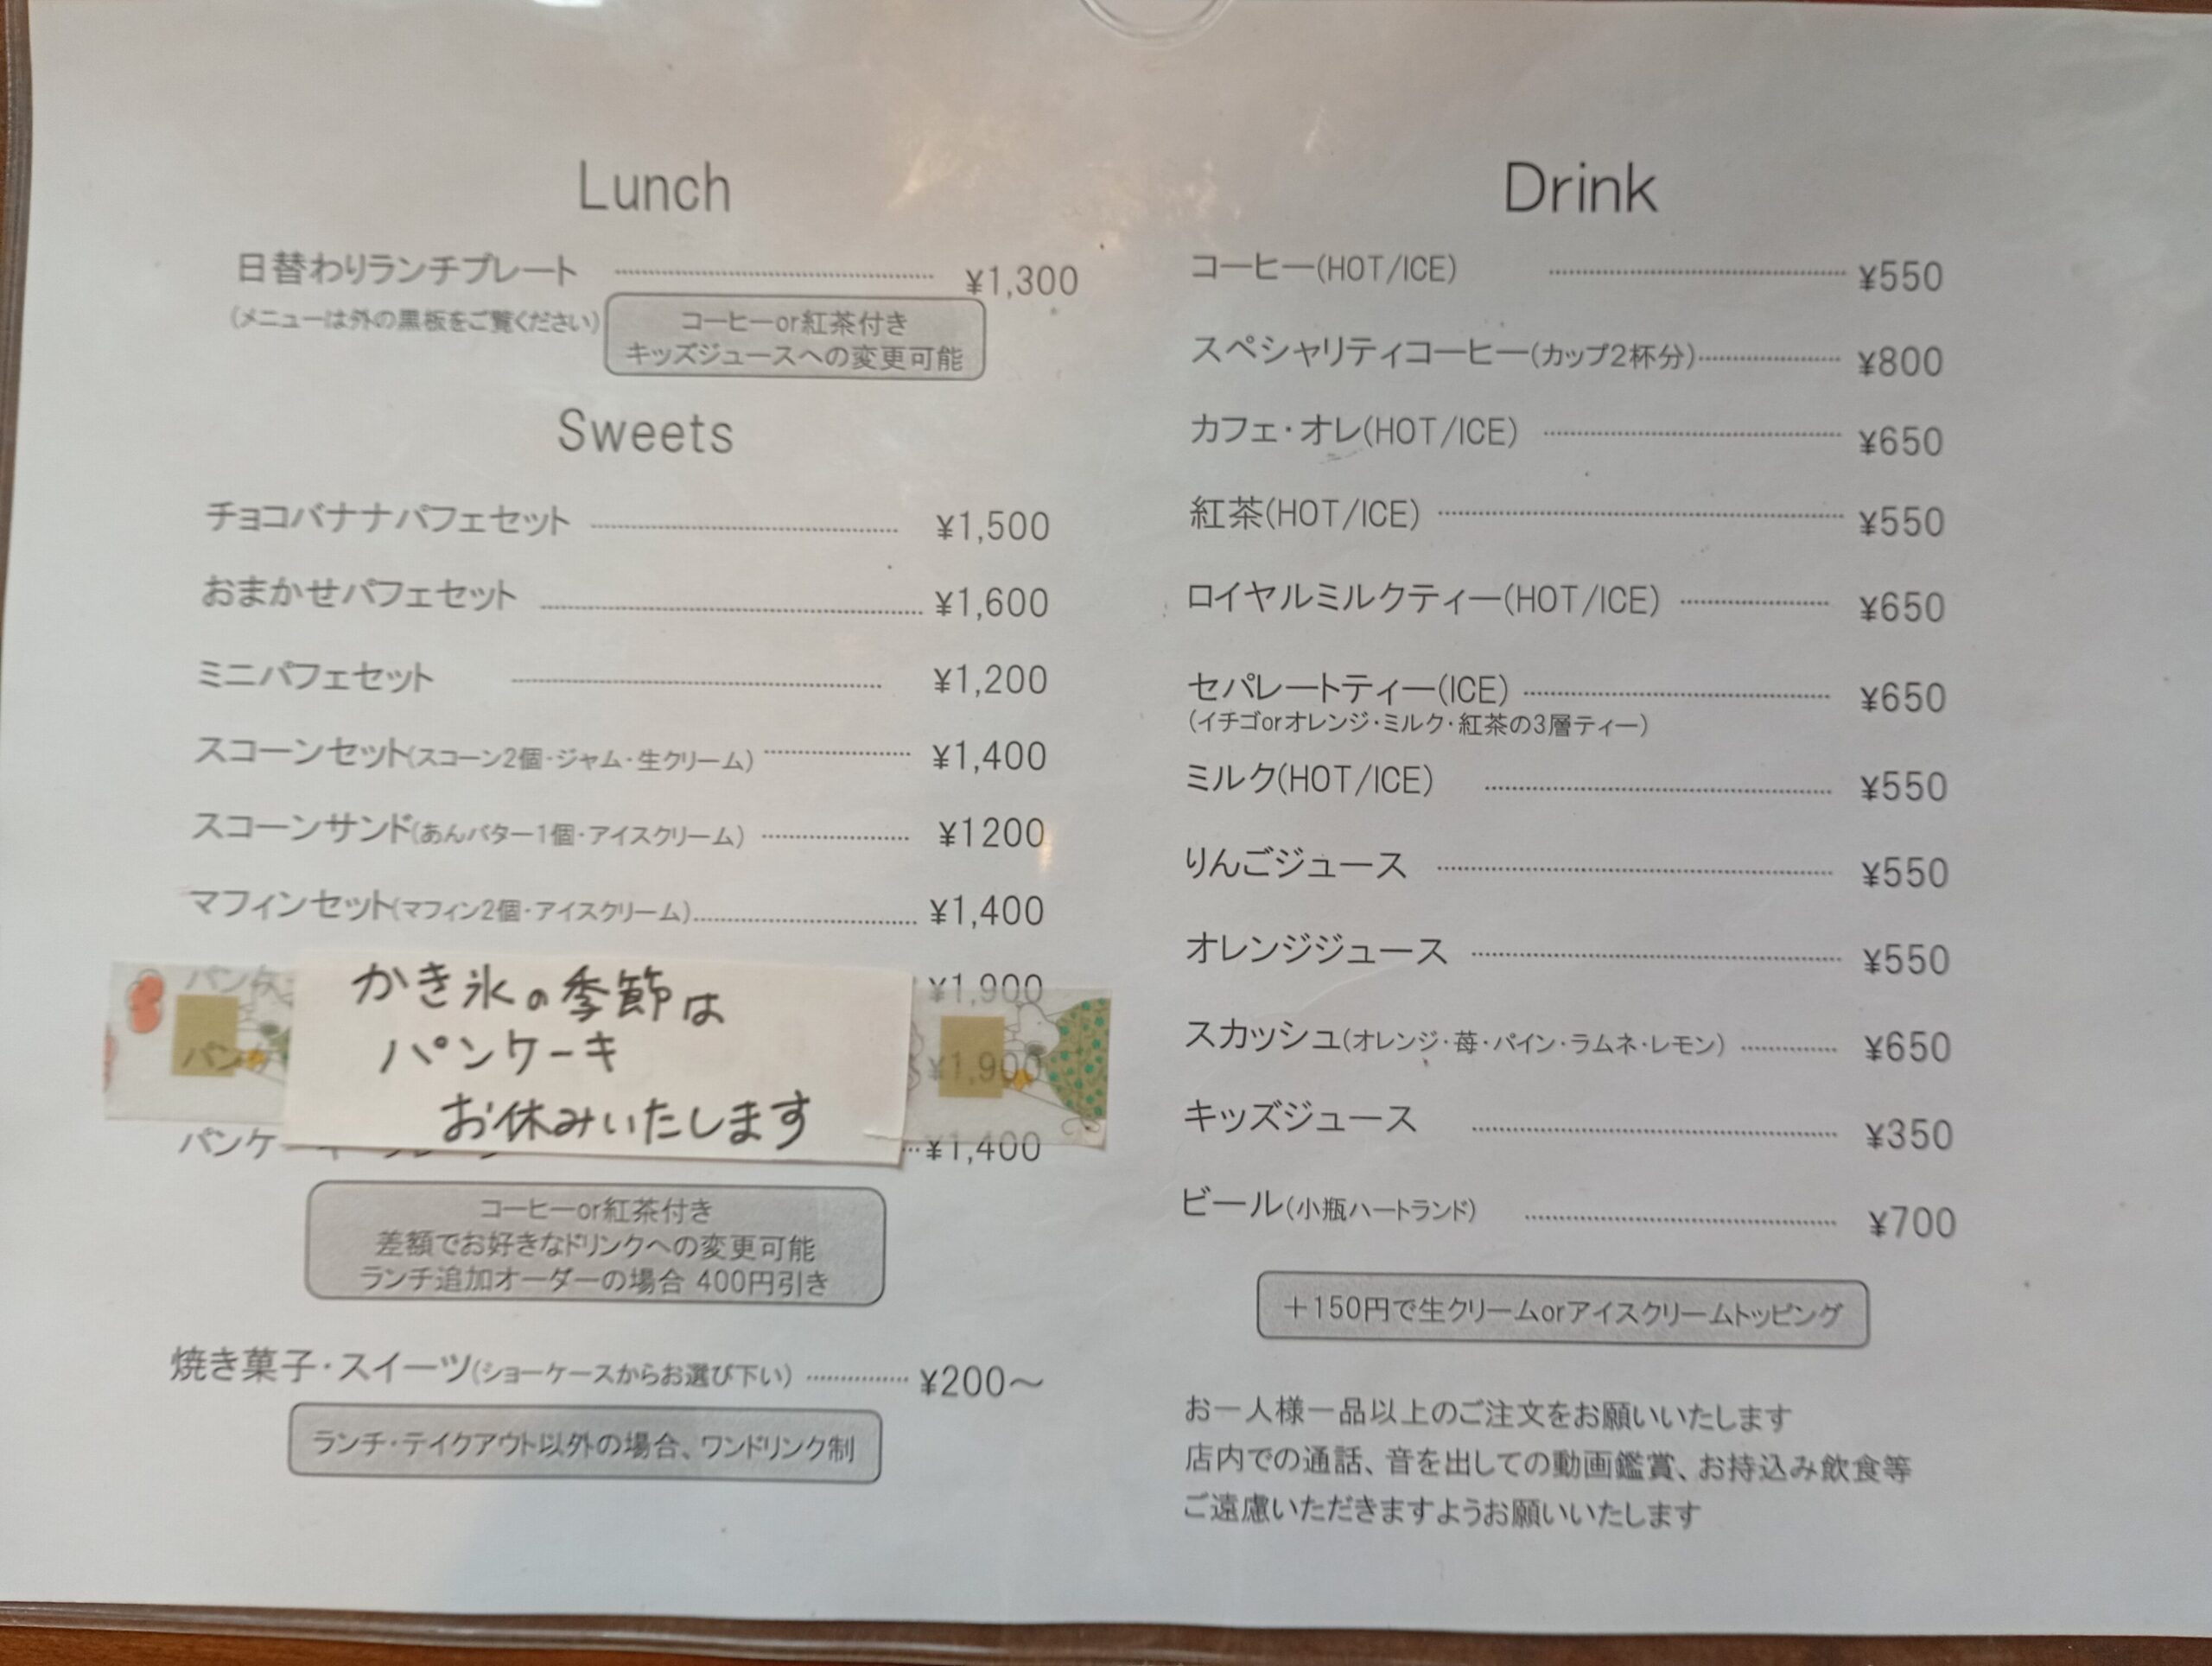 Lunch
日替わりランチプレート ¥1,300
(メニューは外の黒板をご覧ください)
コーヒーor紅茶付き
キッズジュースへの変更可能
Sweets
チョコバナナパフェセット ¥1,500
おまかせパフェセット ¥1,600
ミニパフェセット ¥1,200
スコーンセット(スコーン2個・ジャム・生クリーム) ¥1,400
スコーンサンド(あんバター1個・アイスクリーム) ¥1200
マフィンセット(マフィン2個・アイスクリーム) ¥1,400
パンケ ¥1,900
パンケ ¥1,900
パンケ ¥1,400
かき氷の季節は
パンケーキ
お休みいたします
コーヒーor紅茶付き
差額でお好きなドリンクへの変更可能
ランチ追加オーダーの場合 400円引き
焼き菓子・スイーツ(ショーケースからお選び下い) ¥200～
ランチ・テイクアウト以外の場合、ワンドリンク制
Drink
コーヒー(HOT/ICE) ¥550
スペシャリティコーヒー(カップ2杯分) ¥800
カフェ・オレ(HOT/ICE) ¥650
紅茶(HOT/ICE) ¥550
ロイヤルミルクティー(HOT/ICE) ¥650
セパレートティー(ICE) ¥650
(イチゴorオレンジ・ミルク・紅茶の3層ティー)
ミルク(HOT/ICE) ¥550
りんごジュース ¥550
オレンジジュース ¥550
スカッシュ(オレンジ・苺・パイン・ラムネ・レモン) ¥650
キッズジュース ¥350
ビール(小瓶ハートランド) ¥700
＋150円で生クリームorアイスクリームトッピング
お一人様一品以上のご注文をお願いいたします
店内での通話、音を出しての動画鑑賞、お持込み飲食等
ご遠慮いただきますようお願いいたします